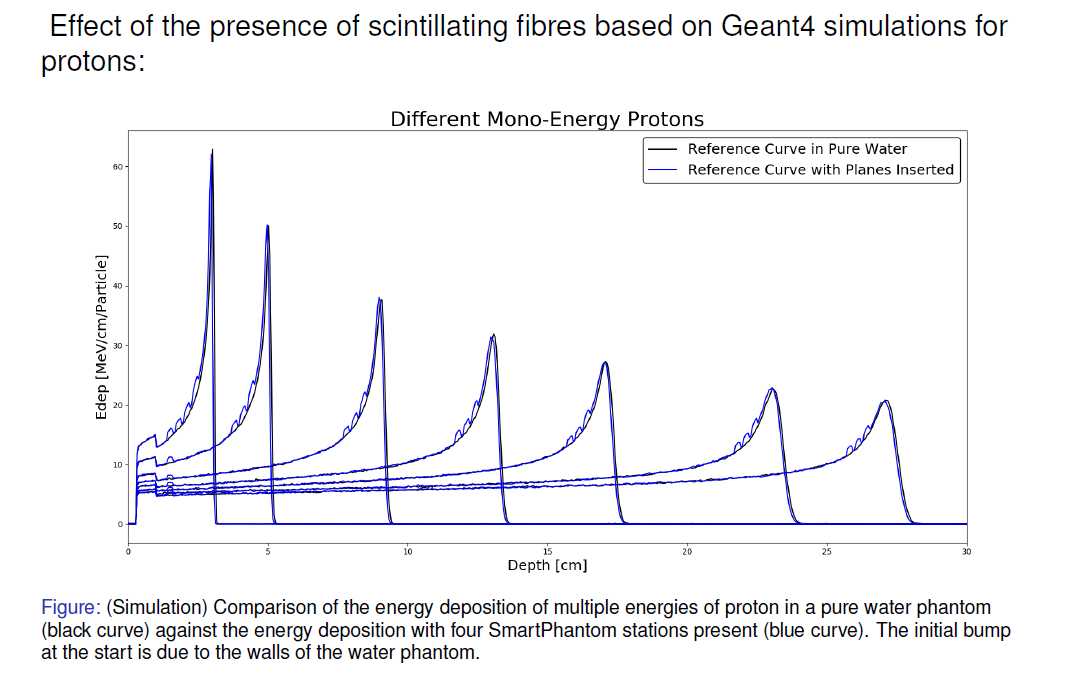 Effect of the presence of scintillating fibres based on Geant4 simulations for
protons:
Different Mono-Energy Protons
Reference Curve in Pure Water
Reference Curve with Planes Inserted
Edep [MeV/cm/Particle]
60
50
40
30
20
10
0
0 5 10 15 20 25 30
Depth [cm]
Figure: (Simulation) Comparison of the energy deposition of multiple energies of proton in a pure water phantom
(black curve) against the energy deposition with four SmartPhantom stations present (blue curve). The initial bump
at the start is due to the walls of the water phantom.